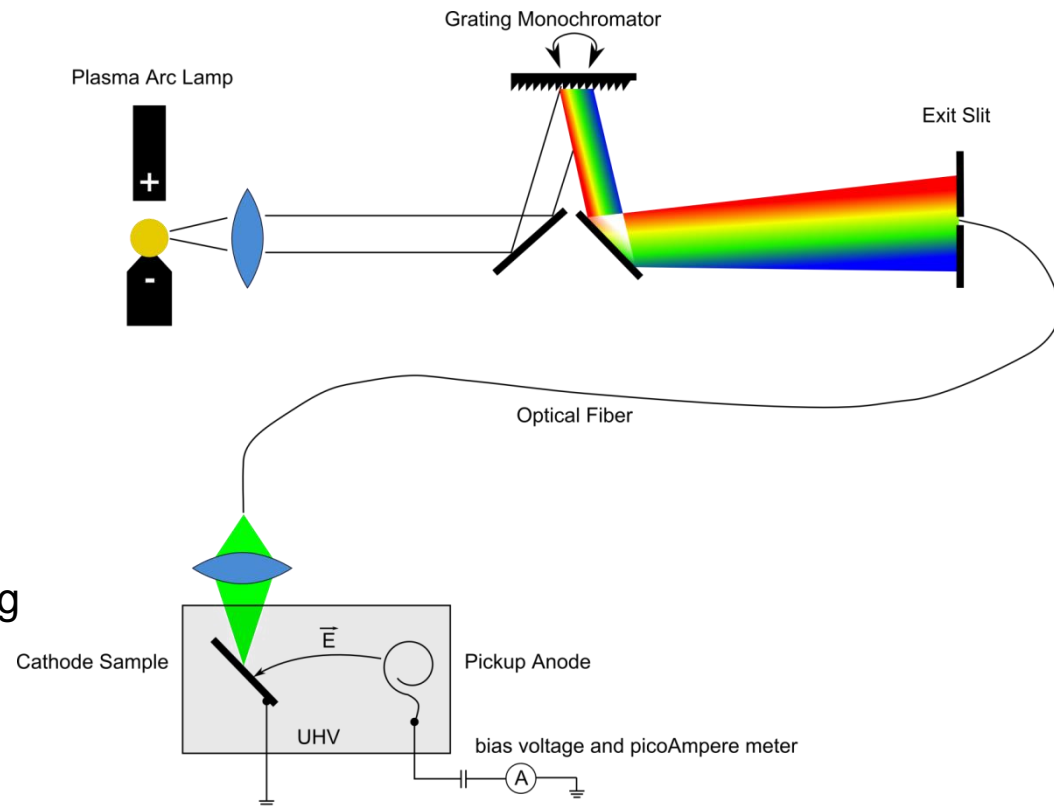 Grating Monochromator
Plasma Arc Lamp
Exit Slit
+
-
Optical Fiber
g
Cathode Sample
E
Pickup Anode
UHV
bias voltage and picoAmpere meter
A